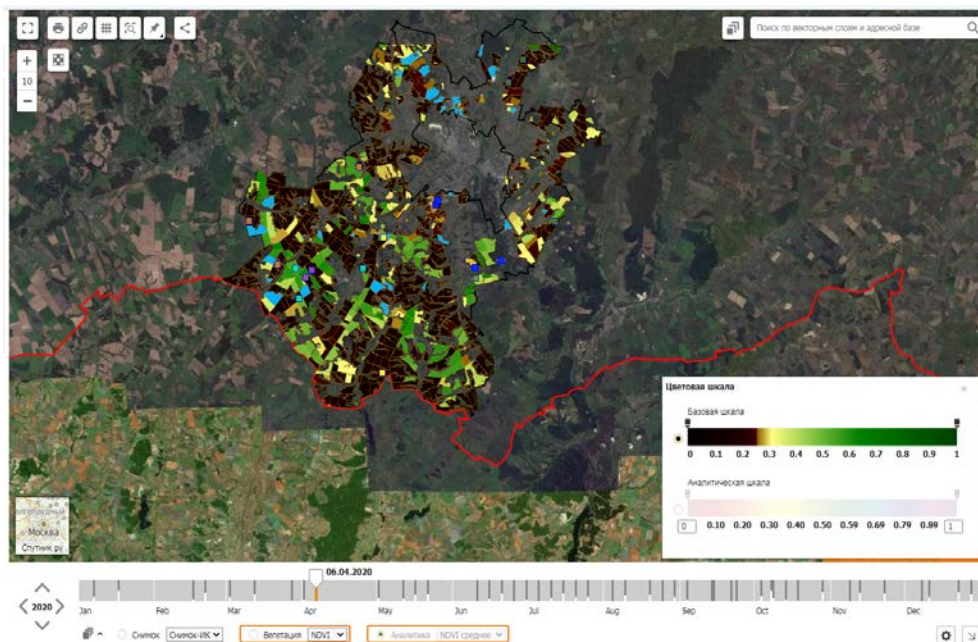 Поиск по векторным слоям и адресной базе
+
10
−
Цветовая шкала
Базовая шкала
0 0.1 0.2 0.3 0.4 0.5 0.6 0.7 0.8 0.9 1
Аналитическая шкала
0 0.10 0.20 0.30 0.40 0.50 0.59 0.69 0.79 0.89 1
Москва
Спутник.ру
06.04.2020
2020
Jan Feb Mar Apr May Jun Jul Aug Sep Oct Nov Dec
Снимок Снимок-ИК Вегетация NDVI Аналитика NDVI среднее